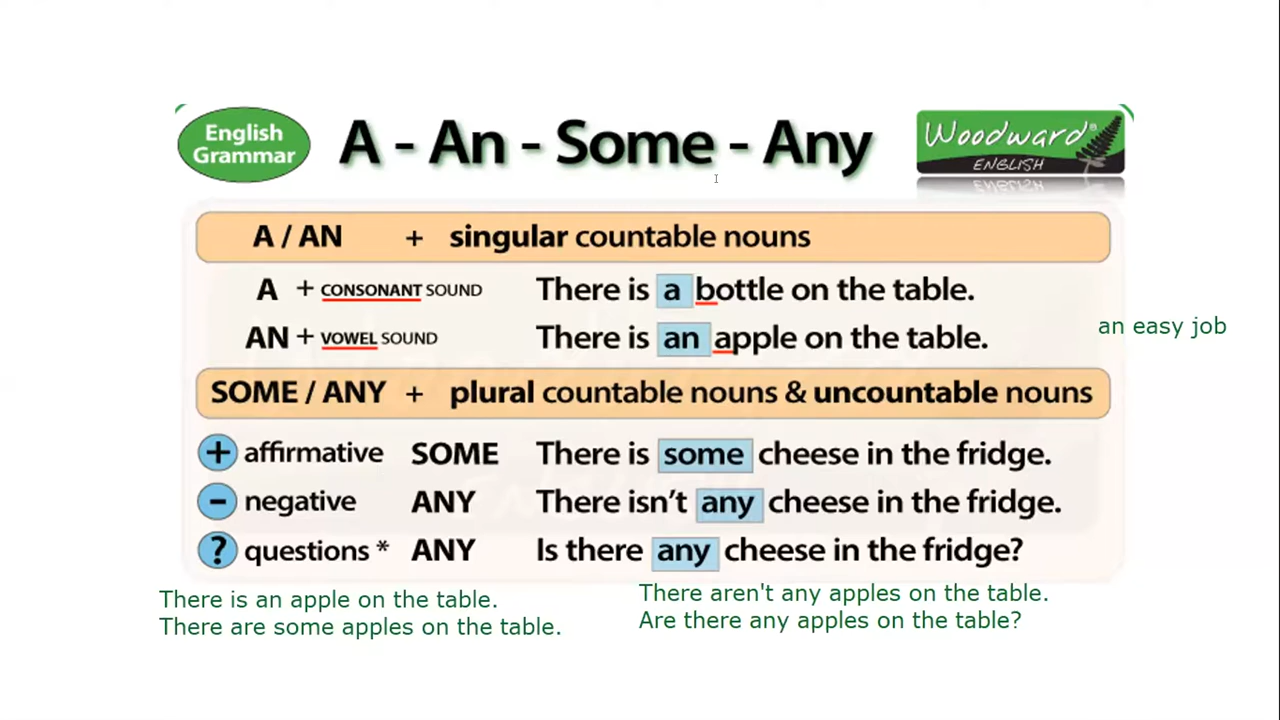 English
Grammar
A - An - Some - Any
Woodward®
ENGLISH
A / AN + singular countable nouns
A + CONSONANT SOUND There is a bottle on the table.
AN + VOWEL SOUND There is an apple on the table.
an easy job
SOME / ANY + plural countable nouns & uncountable nouns
+ affirmative SOME There is some cheese in the fridge.
- negative ANY There isn't any cheese in the fridge.
? questions * ANY Is there any cheese in the fridge?
There is an apple on the table.
There are some apples on the table.
There aren't any apples on the table.
Are there any apples on the table?